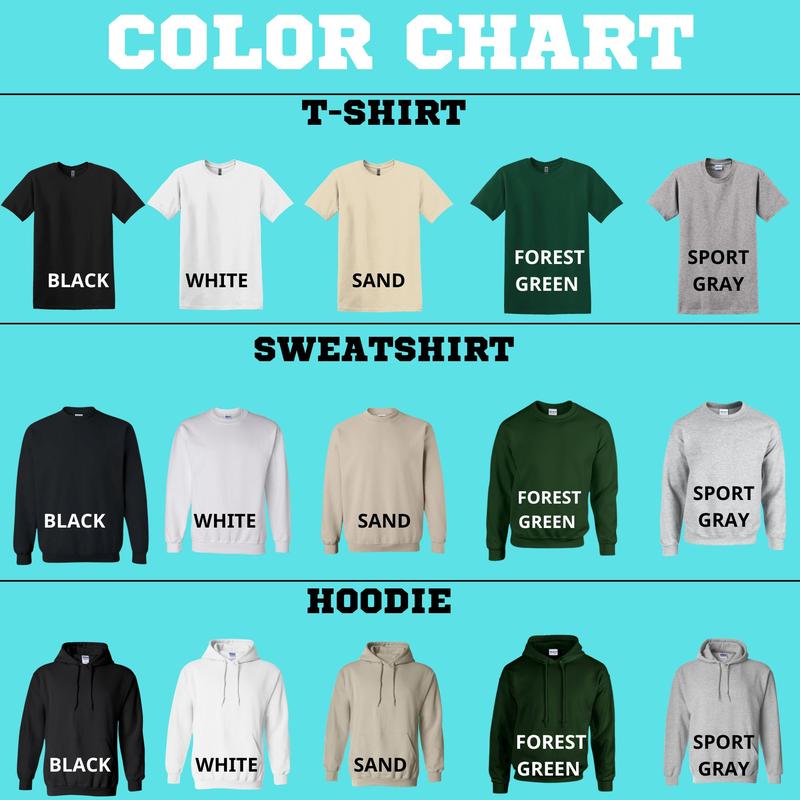 COLOR CHART
T-SHIRT
BLACK
WHITE
SAND
FOREST
GREEN
SPORT
GRAY
SWEATSHIRT
BLACK
WHITE
SAND
FOREST
GREEN
SPORT
GRAY
HOODIE
BLACK
WHITE
SAND
FOREST
GREEN
SPORT
GRAY